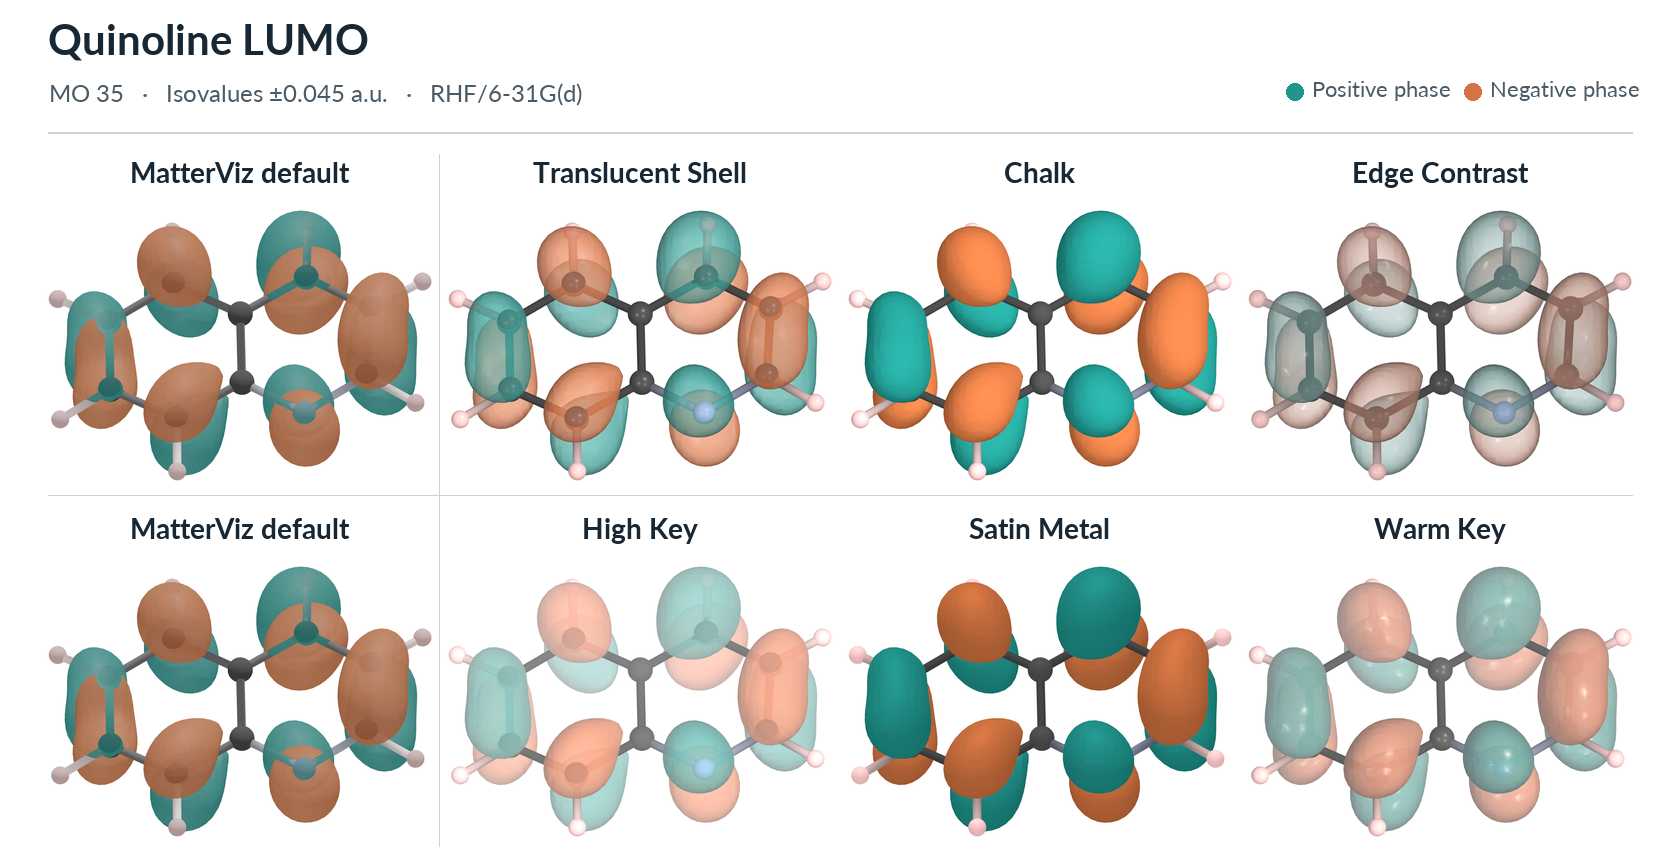 Quinoline LUMO
MO 35 · Isovalues ±0.045 a.u. · RHF/6-31G(d)
Positive phase Negative phase
MatterViz default Translucent Shell Chalk Edge Contrast
MatterViz default High Key Satin Metal Warm Key